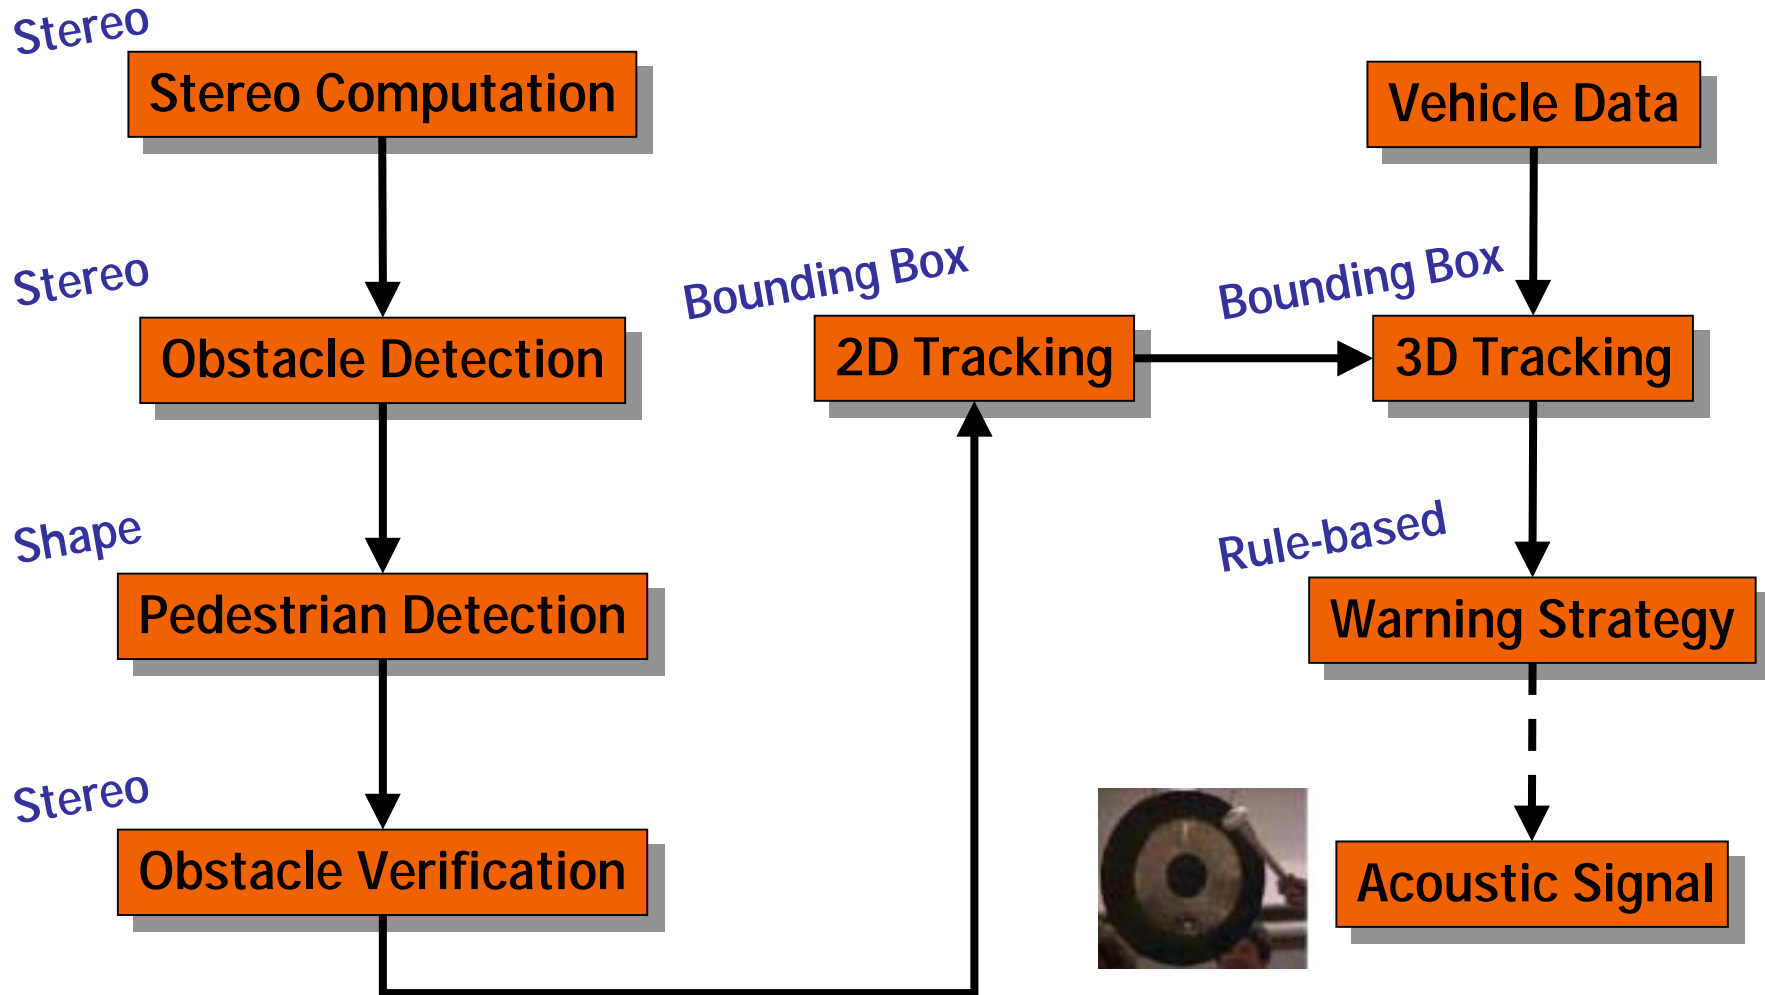 Stereo
Stereo Computation
Stereo
Obstacle Detection
Shape
Pedestrian Detection
Stereo
Obstacle Verification
Bounding Box
2D Tracking
Vehicle Data
Bounding Box
3D Tracking
Rule-based
Warning Strategy
Acoustic Signal